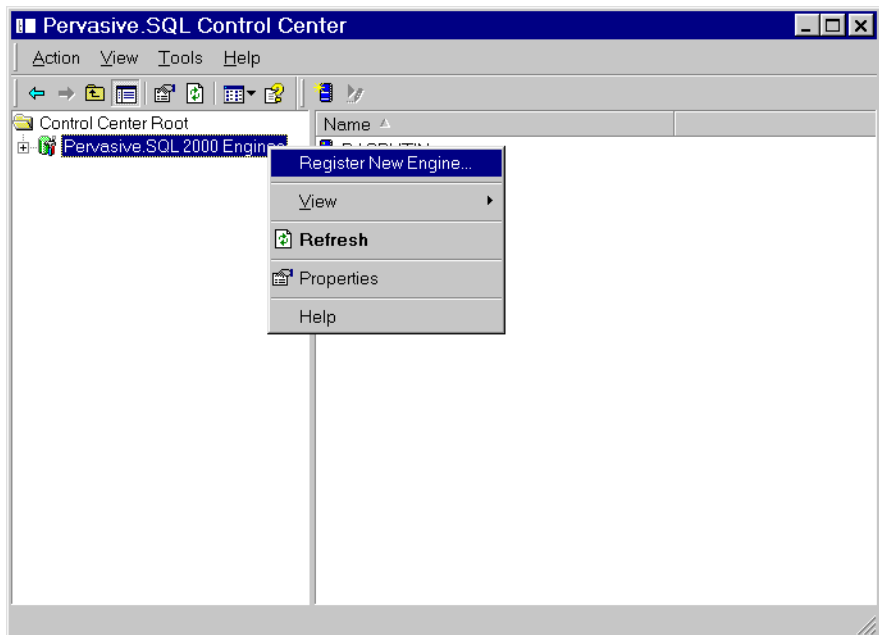 Pervasive.SQL Control Center
Action View Tools Help
Control Center Root
Name
Pervasive.SQL 2000 Engines
Register New Engine...
View
Refresh
Properties
Help